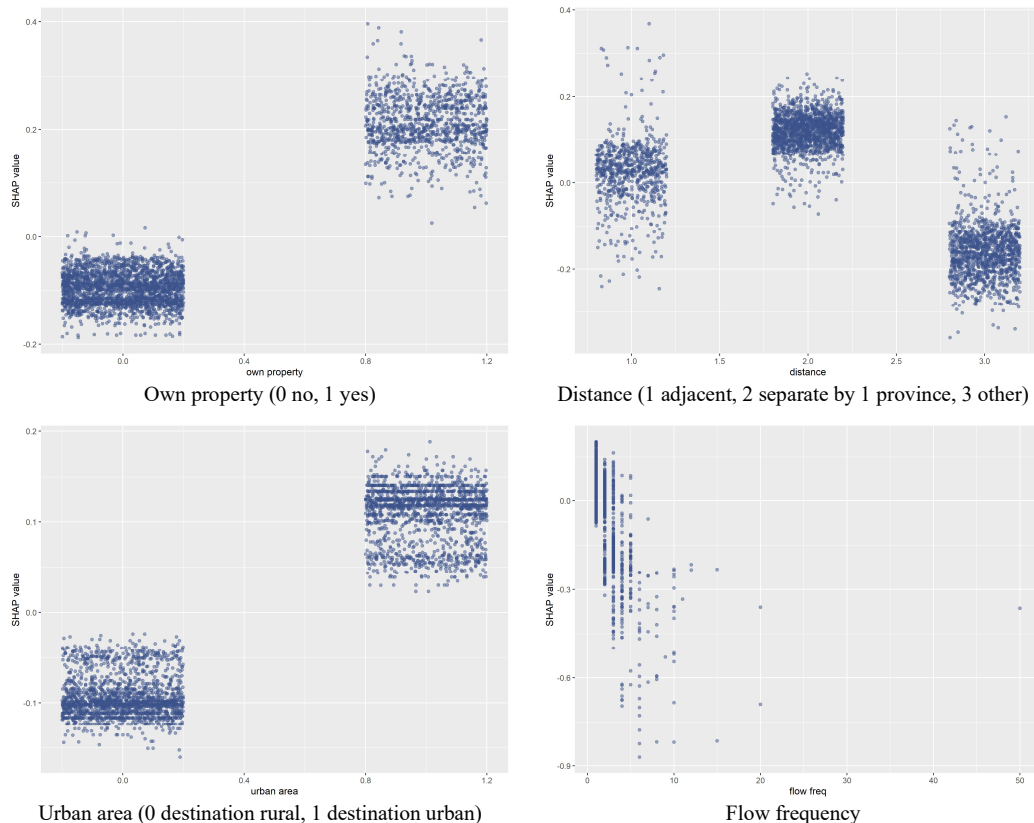 0.4
0.2
0.0
-0.2
SHAP value
0.0
0.4
0.8
1.2
own property
Own property (0 no, 1 yes)
0.4
0.2
0.0
-0.2
SHAP value
1.0
1.5
2.0
2.5
3.0
distance
Distance (1 adjacent, 2 separate by 1 province, 3 other)
0.2
0.1
0.0
-0.1
SHAP value
0.0
0.4
0.8
1.2
urban area
Urban area (0 destination rural, 1 destination urban)
0.0
-0.3
-0.6
-0.9
SHAP value
0
10
20
30
40
50
flow freq
Flow frequency